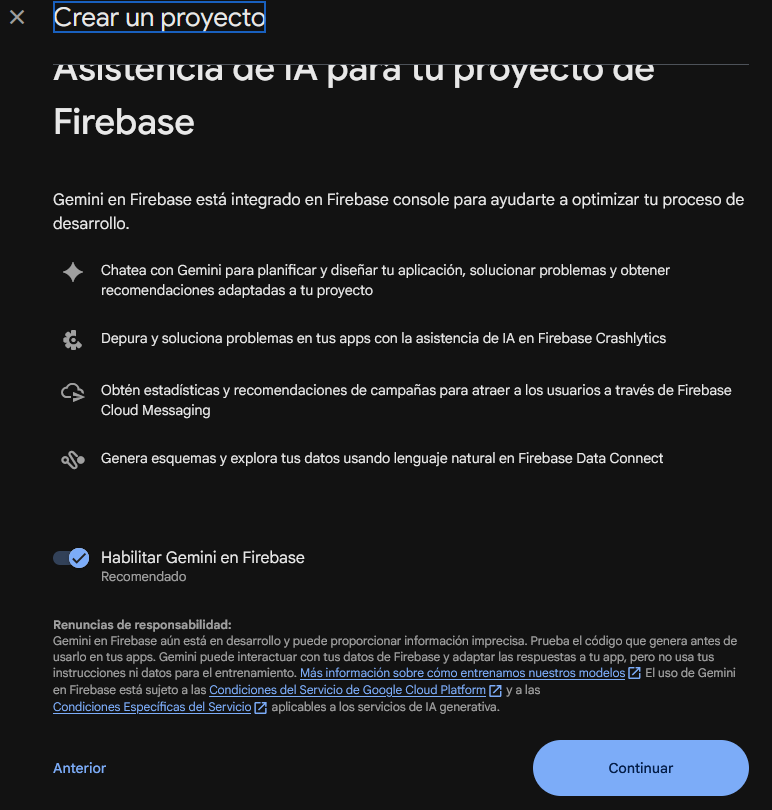 Crear un proyecto
Asistencia de IA para tu proyecto de
Firebase
Gemini en Firebase está integrado en Firebase console para ayudarte a optimizar tu proceso de
desarrollo.
Chatea con Gemini para planificar y diseñar tu aplicación, solucionar problemas y obtener
recomendaciones adaptadas a tu proyecto
Depura y soluciona problemas en tus apps con la asistencia de IA en Firebase Crashlytics
Obtén estadísticas y recomendaciones de campañas para atraer a los usuarios a través de Firebase
Cloud Messaging
Genera esquemas y explora tus datos usando lenguaje natural en Firebase Data Connect
Habilitar Gemini en Firebase
Recomendado
Renuncias de responsabilidad:
Gemini en Firebase aún está en desarrollo y puede proporcionar información imprecisa. Prueba el código que genera antes de
usarlo en tus apps. Gemini puede interactuar con tus datos de Firebase y adaptar las respuestas a tu app, pero no usa tus
instrucciones ni datos para el entrenamiento. Más información sobre cómo entrenamos nuestros modelos El uso de Gemini
en Firebase está sujeto a las Condiciones del Servicio de Google Cloud Platform y a las
Condiciones Específicas del Servicio aplicables a los servicios de IA generativa.
Anterior
Continuar